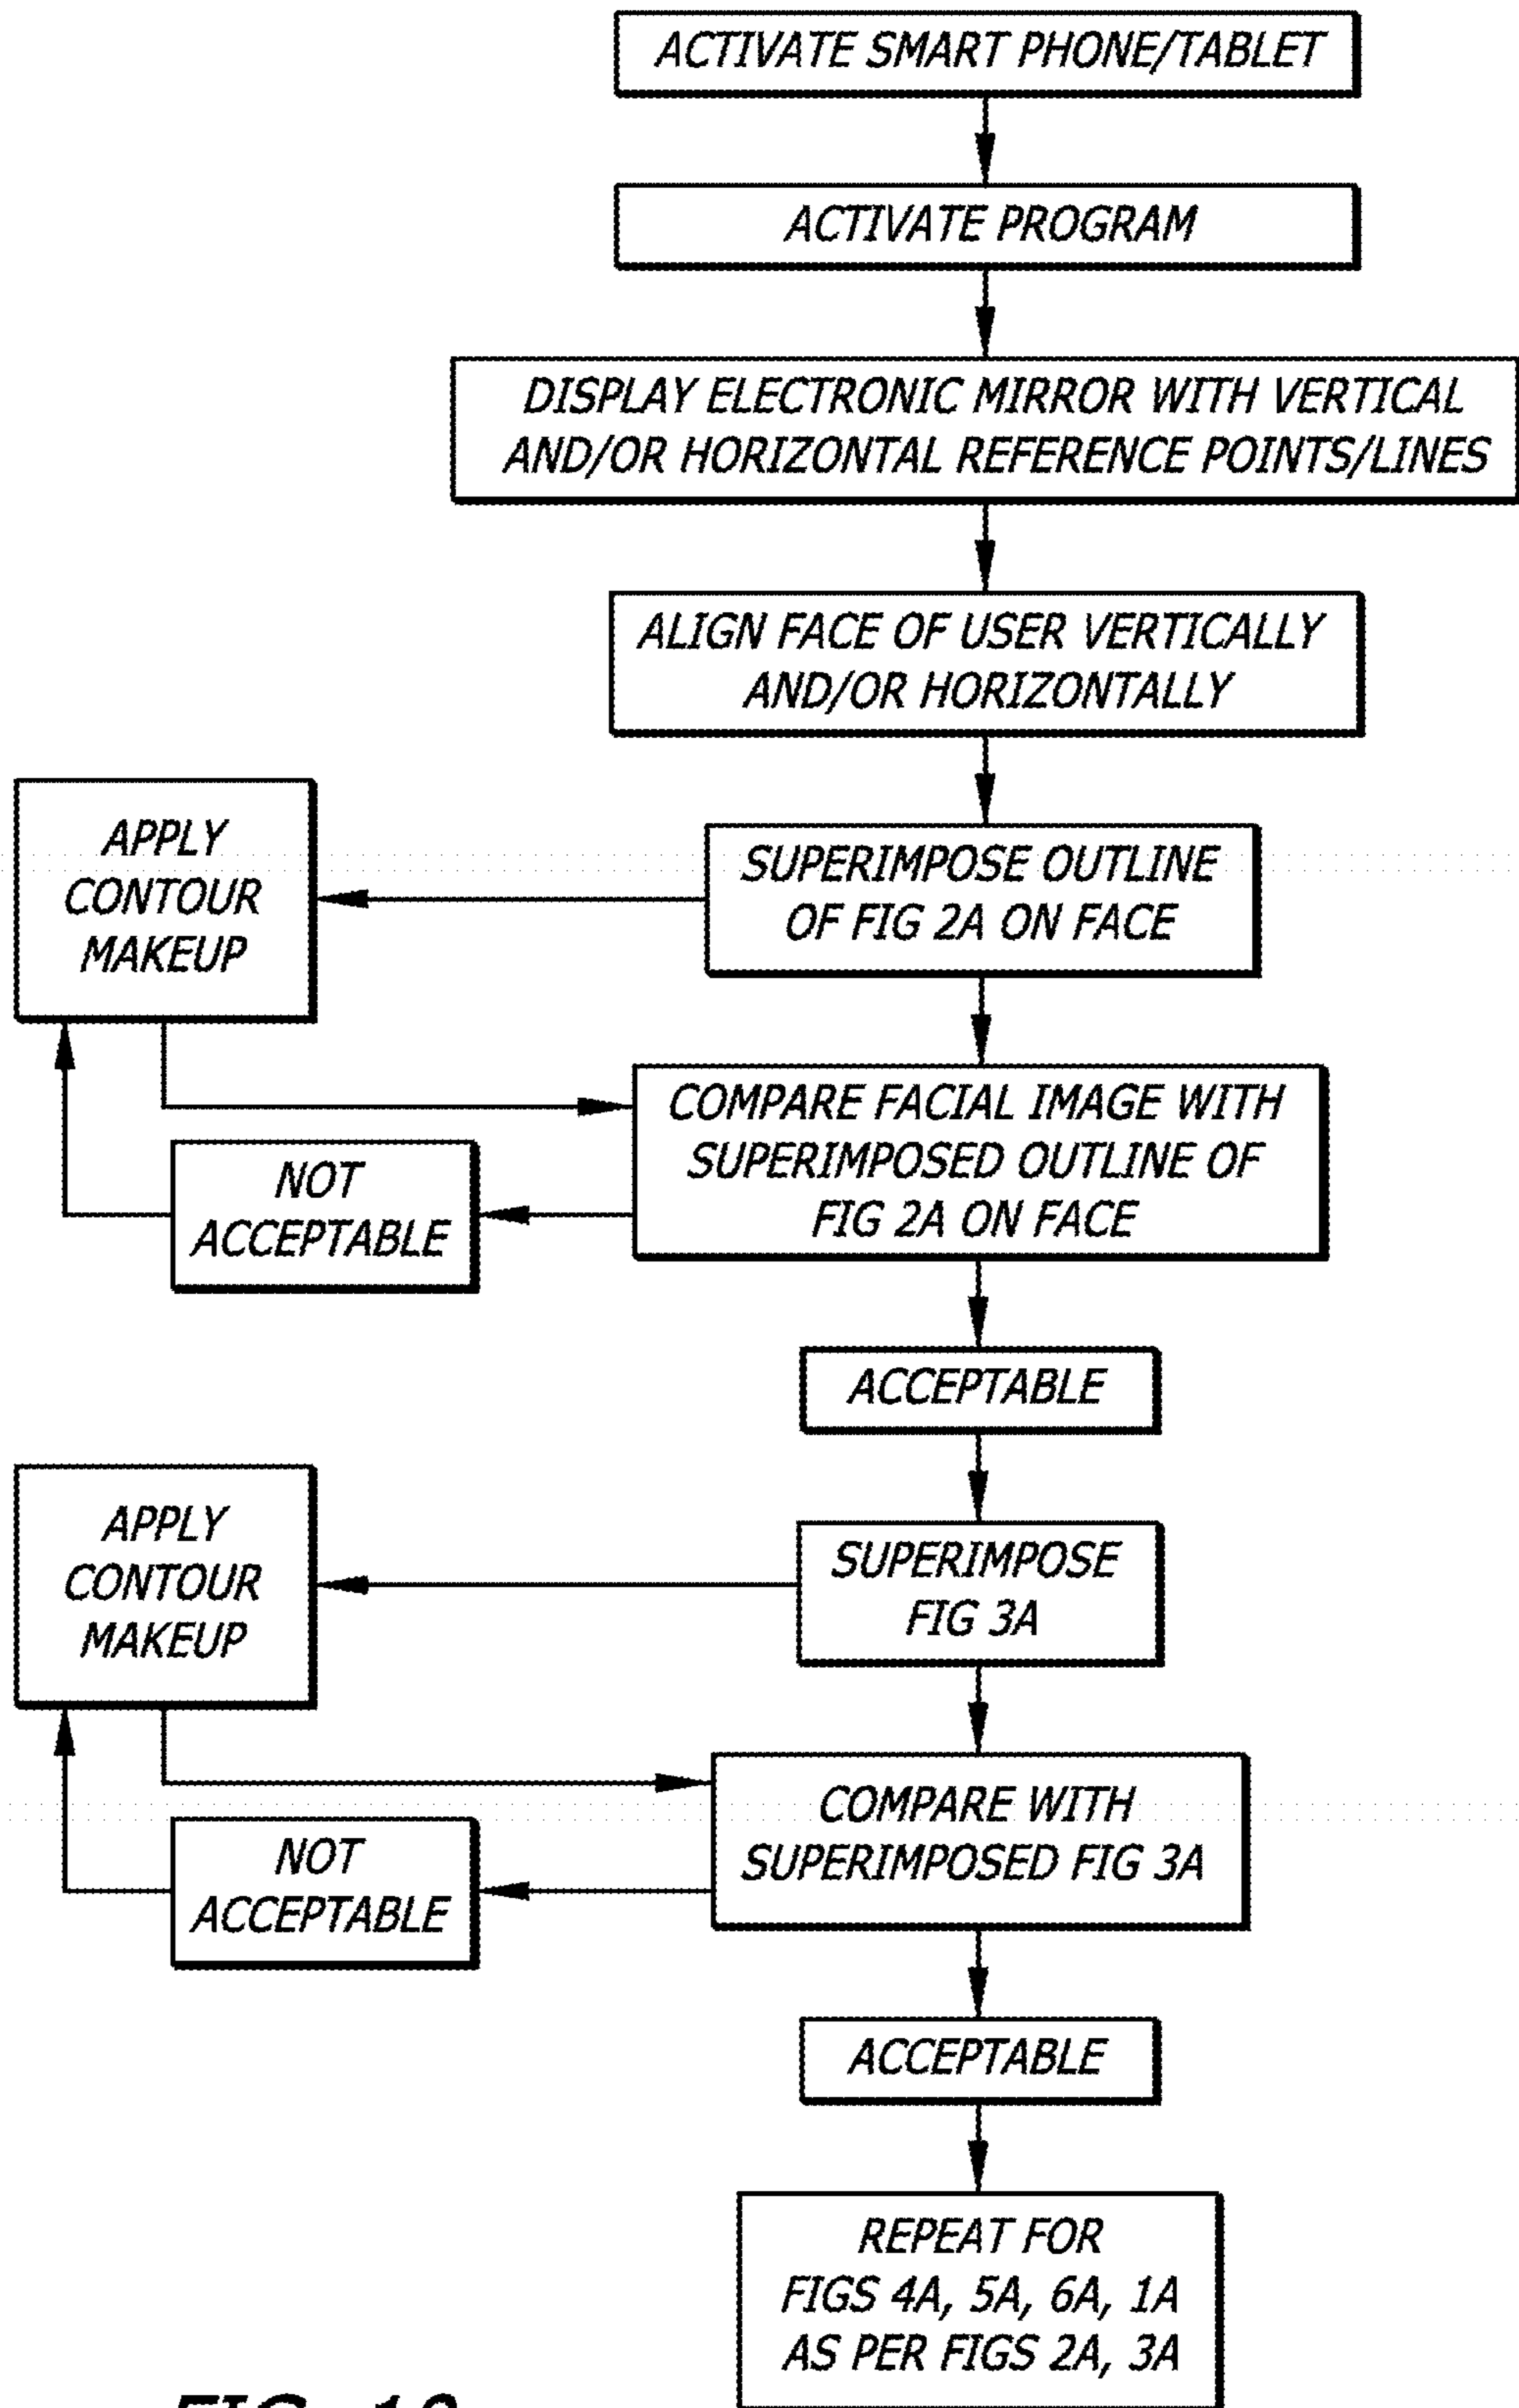 ACTIVATE SMART PHONE/TABLET
ACTIVATE PROGRAM
DISPLAY ELECTRONIC MIRROR WITH VERTICAL
AND/OR HORIZONTAL REFERENCE POINTS/LINES
ALIGN FACE OF USER VERTICALLY
AND/OR HORIZONTALLY
SUPERIMPOSE OUTLINE
OF FIG 2A ON FACE
APPLY
CONTOUR
MAKEUP
COMPARE FACIAL IMAGE WITH
SUPERIMPOSED OUTLINE OF
FIG 2A ON FACE
NOT
ACCEPTABLE
ACCEPTABLE
SUPERIMPOSE
FIG 3A
APPLY
CONTOUR
MAKEUP
COMPARE WITH
SUPERIMPOSED FIG 3A
NOT
ACCEPTABLE
ACCEPTABLE
REPEAT FOR
FIGS 4A, 5A, 6A, 1A
AS PER FIGS 2A, 3A